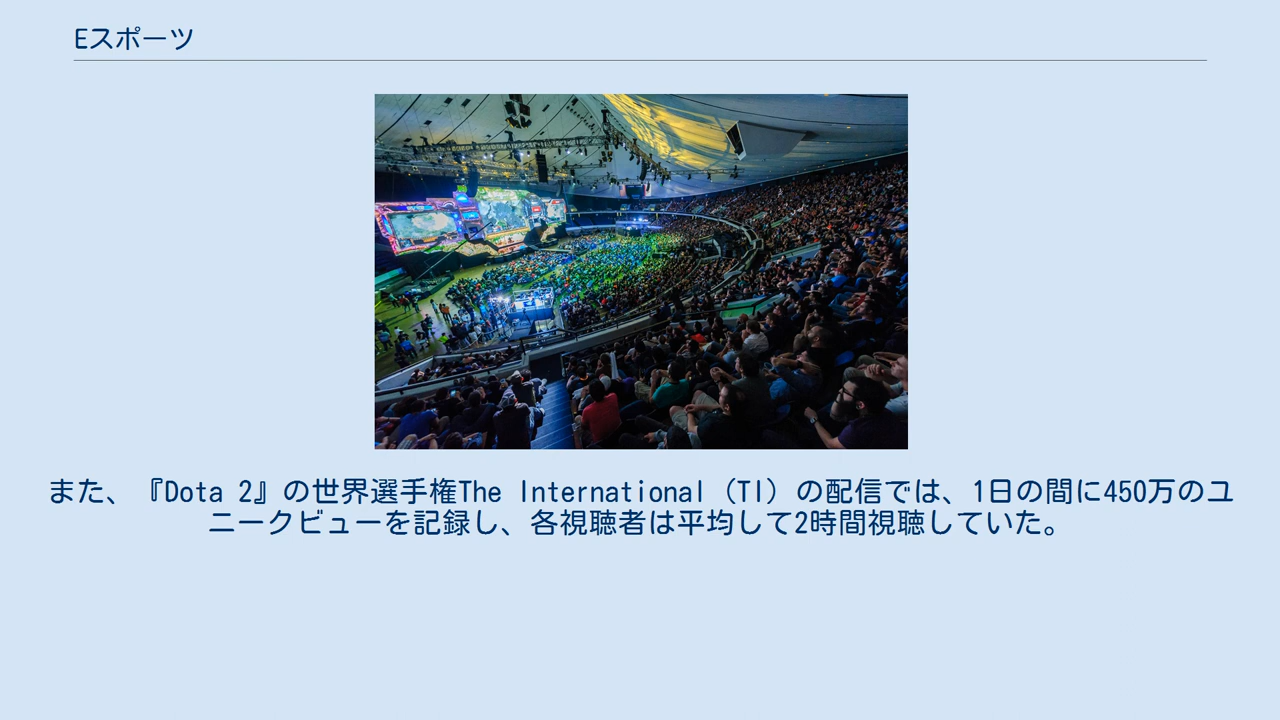 Eスポーツ
また、『Dota 2』の世界選手権The International（TI）の配信では、1日の間に450万のユ
ニークビューを記録し、各視聴者は平均して2時間視聴していた。